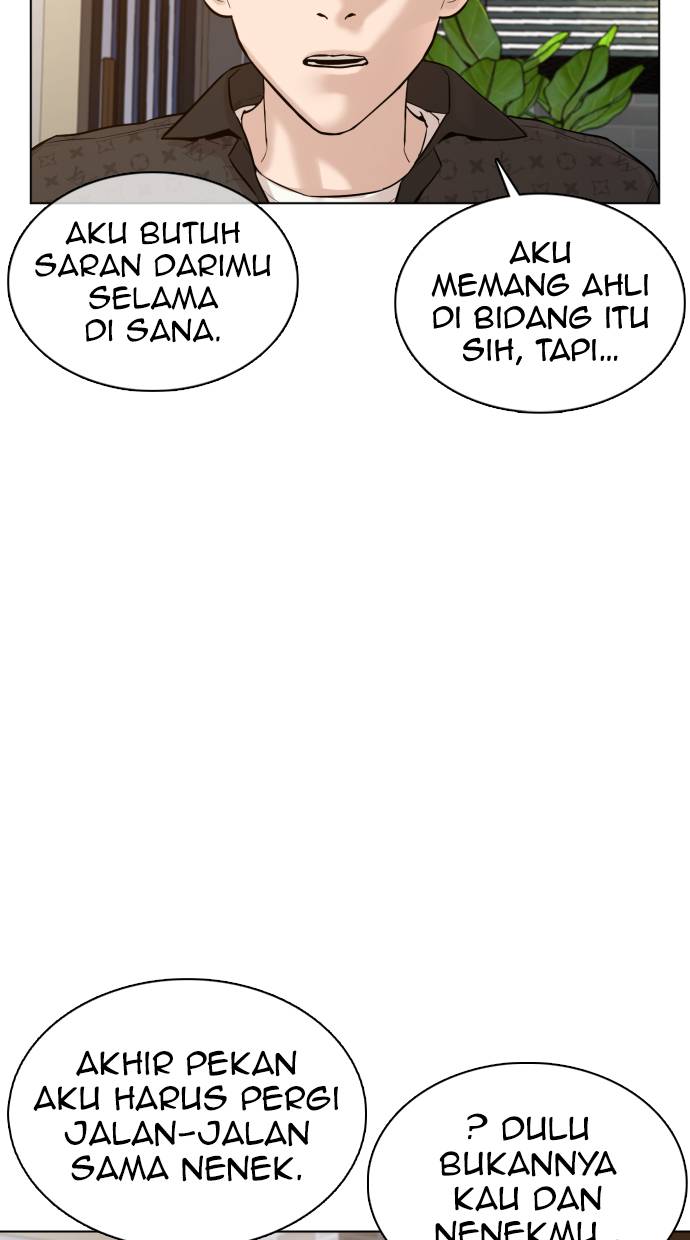 AKU BUTUH
SARAN DARIMU
SELAMA
DI SANA.
AKU
MEMANG AHLI
DI BIDANG ITU
SIH, TAPI...
AKHIR PEKAN
AKU HARUS PERGI
JALAN-JALAN
SAMA NENEK.
? DULU
BUKANNYA
KAU DAN
NENEKMU